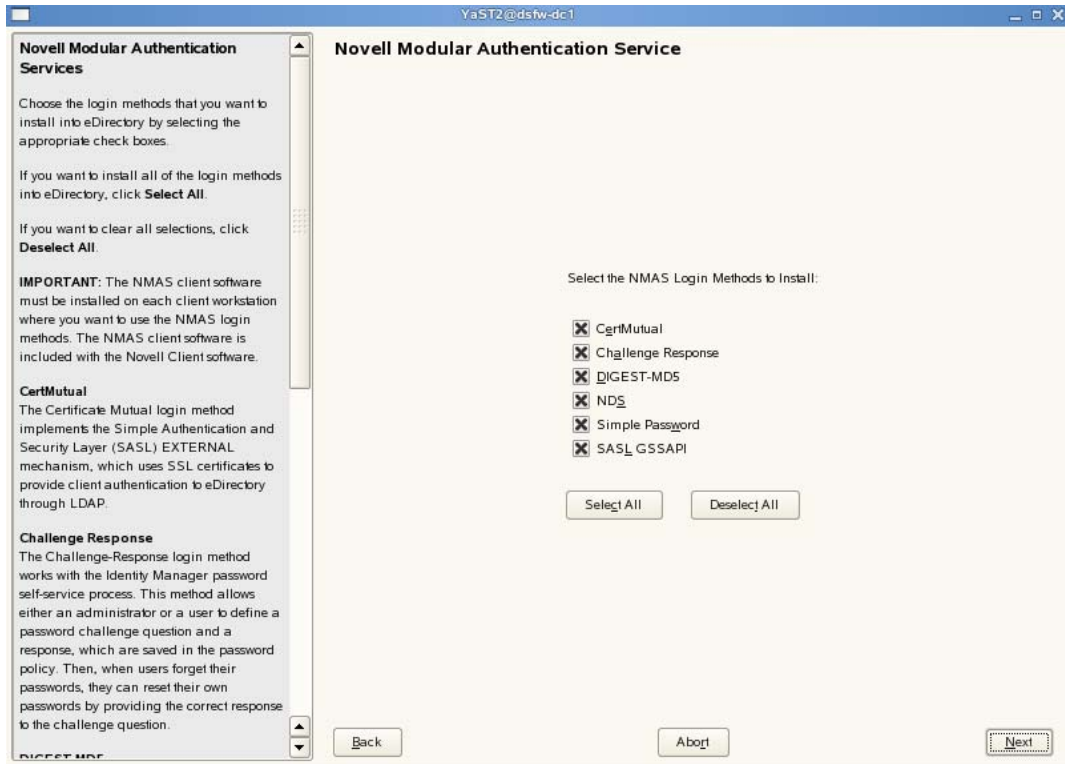 YaST2@dsfw-dc1
Novell Modular Authentication
Services
Choose the login methods that you want to
install into eDirectory by selecting the
appropriate check boxes.
If you want to install all of the login methods
into eDirectory, click Select All.
If you want to clear all selections, click
Deselect All.
IMPORTANT: The NMAS client software
must be installed on each client workstation
where you want to use the NMAS login
methods. The NMAS client software is
included with the Novell Client software.
CertMutual
The Certificate Mutual login method
implements the Simple Authentication and
Security Layer (SASL) EXTERNAL
mechanism, which uses SSL certificates to
provide client authentication to eDirectory
through LDAP.
Challenge Response
The Challenge-Response login method
works with the Identity Manager password
self-service process. This method allows
either an administrator or a user to define a
password challenge question and a
response, which are saved in the password
policy. Then, when users forget their
passwords, they can reset their own
passwords by providing the correct response
to the challenge question.
DIGEST-MD5
Novell Modular Authentication Service
Select the NMAS Login Methods to Install:
CertMutual
Challenge Response
DIGEST-MD5
NDS
Simple Password
SASL GSSAPI
Select All
Deselect All
Back
Abort
Next